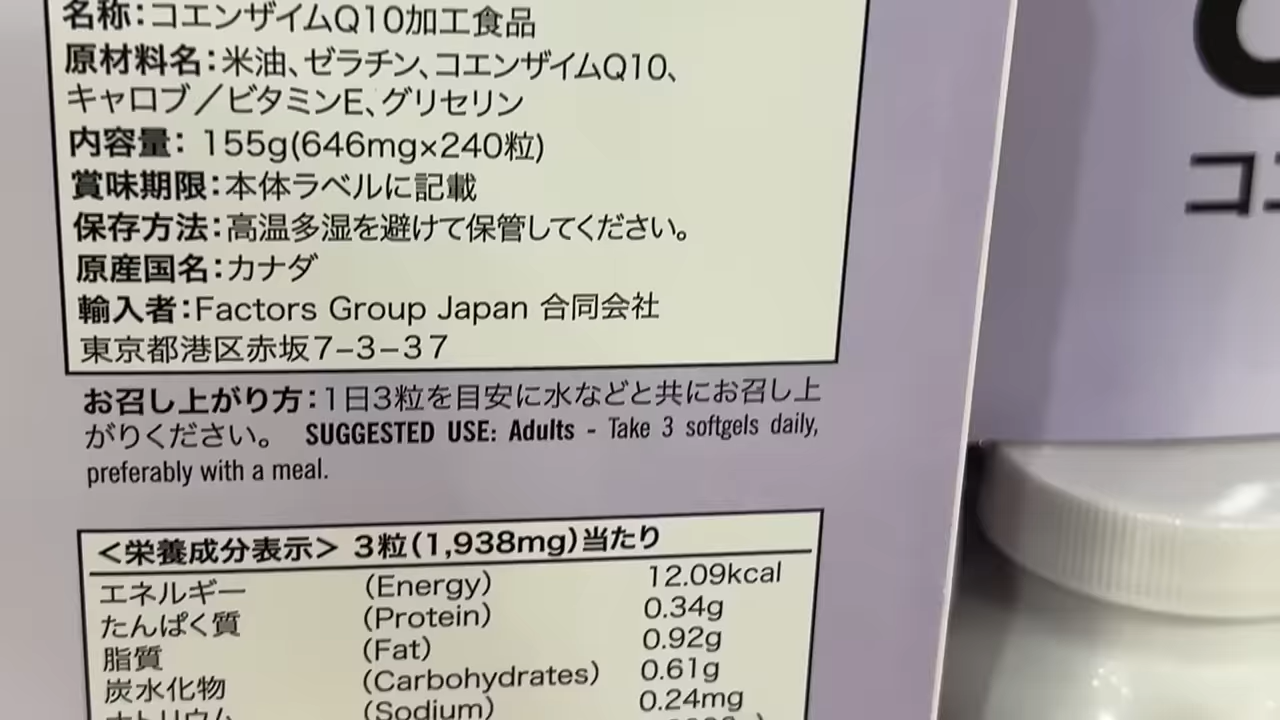 名称：コエンザイムQ10加工食品
原材料名：米油、ゼラチン、コエンザイムQ10、
キャロブ／ビタミンE、グリセリン
内容量： 155g(646mg×240粒)
賞味期限：本体ラベルに記載
保存方法：高温多湿を避けて保管してください。
原産国名：カナダ
輸入者：Factors Group Japan 合同会社
東京都港区赤坂7−3−37
お召し上がり方：1日3粒を目安に水などと共にお召し上
がりください。 SUGGESTED USE: Adults - Take 3 softgels daily,
preferably with a meal.
＜栄養成分表示＞ 3粒(1,938mg)当たり
エネルギー (Energy) 12.09kcal
たんぱく質 (Protein) 0.34g
脂質 (Fat) 0.92g
炭水化物 (Carbohydrates) 0.61g
ナトリウム (Sodium) 0.24mg